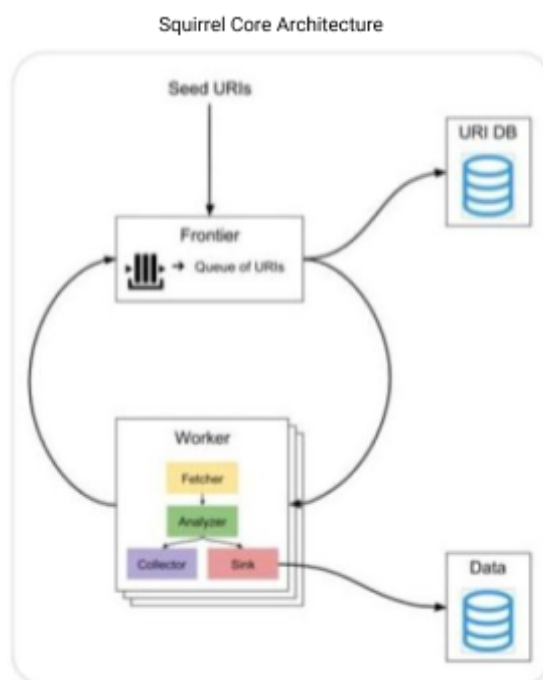 Squirrel Core Architecture
Seed URIs
URI DB
Frontier
Queue of URIs
Worker
Fetcher
Analyzer
Collector
Sink
Data